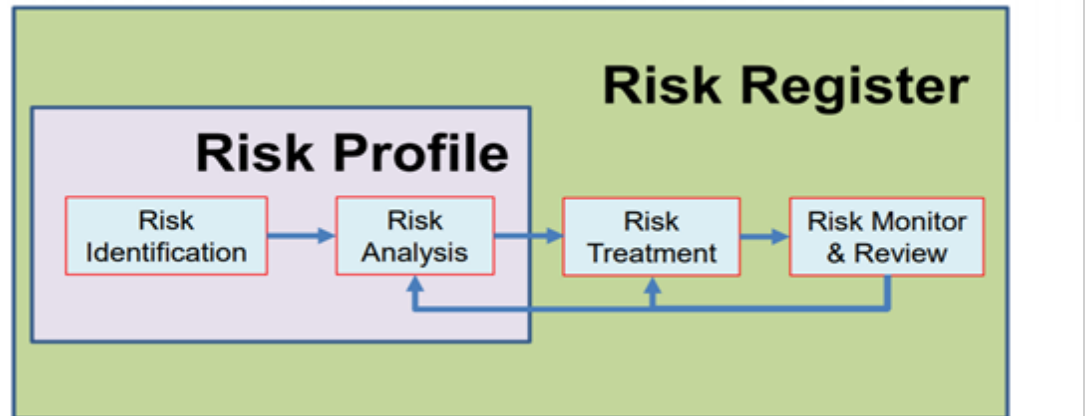 Risk Register
Risk Profile
Risk
Identification
Risk
Analysis
Risk
Treatment
Risk Monitor
& Review